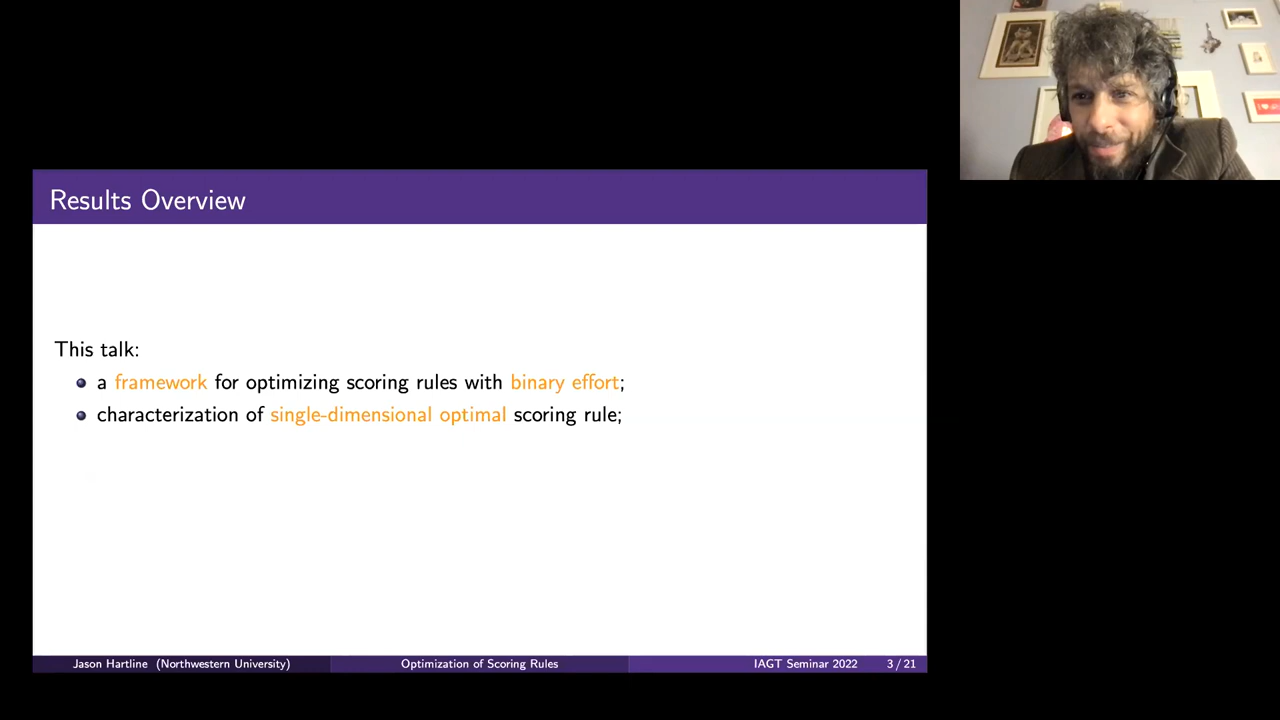 Results Overview
This talk:
a framework for optimizing scoring rules with binary effort;
characterization of single-dimensional optimal scoring rule;
Jason Hartline (Northwestern University) Optimization of Scoring Rules IAGT Seminar 2022 3 / 21